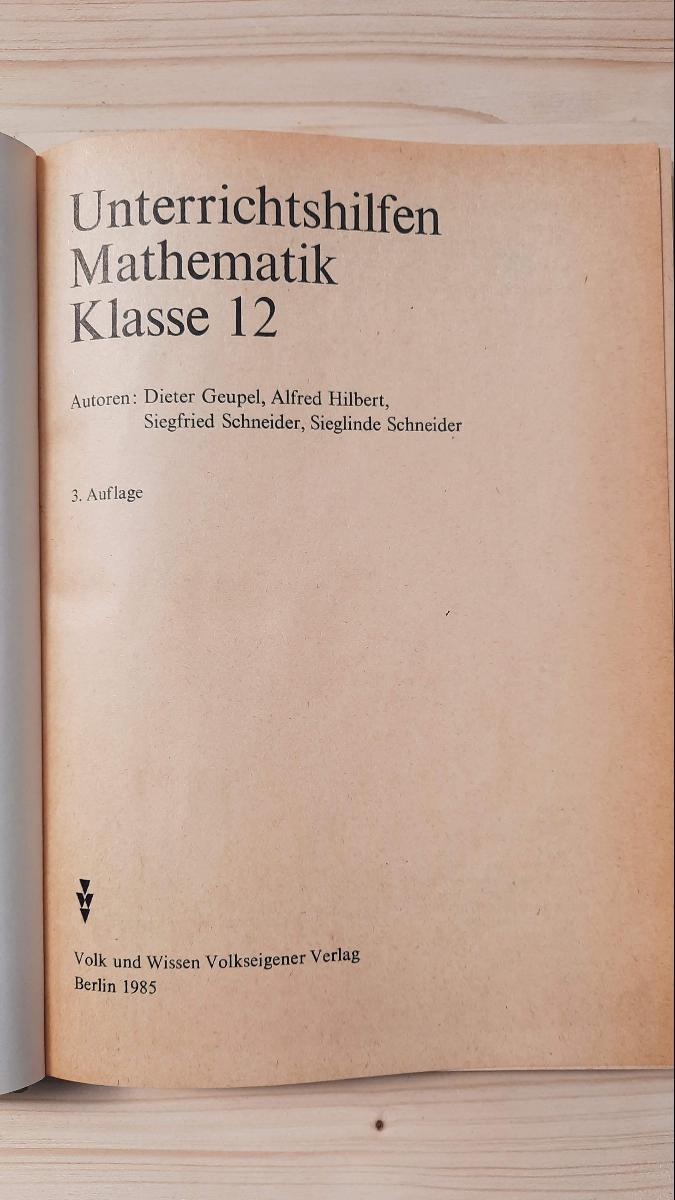 Unterrichtshilfen
Mathematik
Klasse 12
Autoren: Dieter Geupel, Alfred Hilbert,
Siegfried Schneider, Sieglinde Schneider
3. Auflage
Volk und Wissen Volkseigener Verlag
Berlin 1985